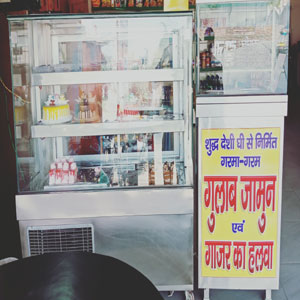 शुद्ध देशी घी से निर्मित
गरमा-गरम
गुलाब जामुन
एवं
गाजर का हलवा